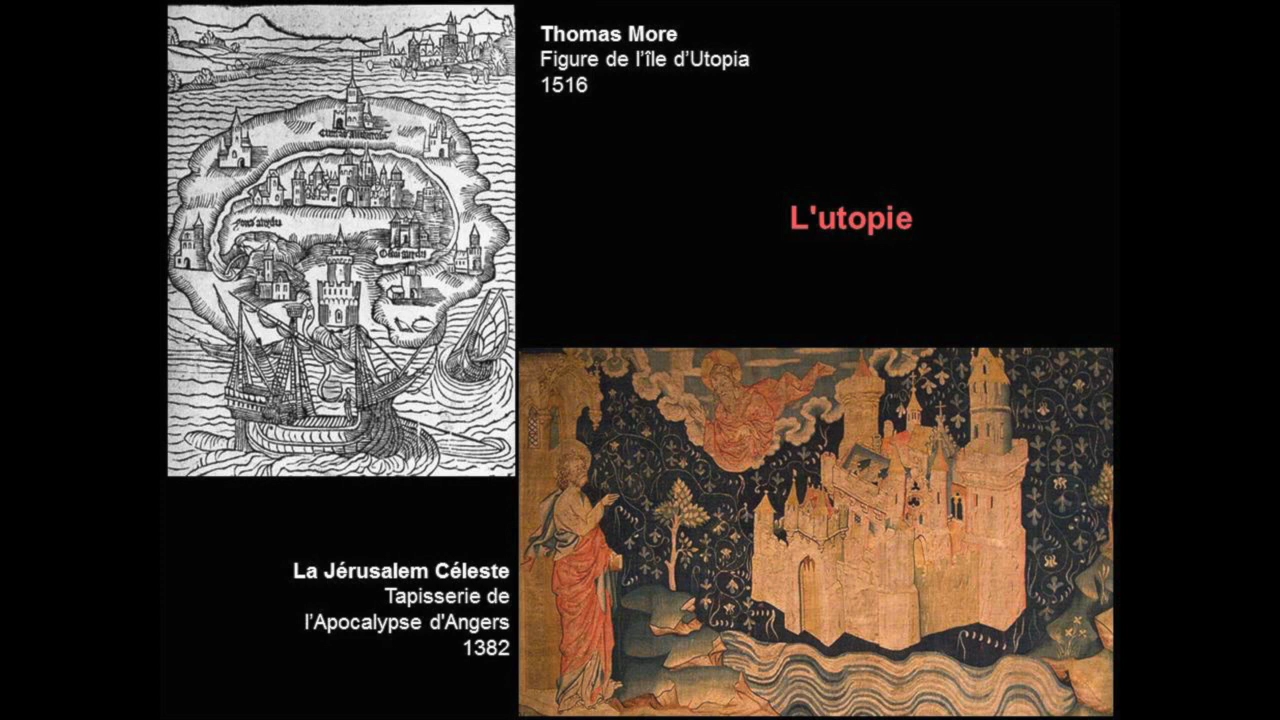 Thomas More
Figure de l'île d'Utopia
1516
L'utopie
La Jérusalem Céleste
Tapisserie de
l'Apocalypse d'Angers
1382